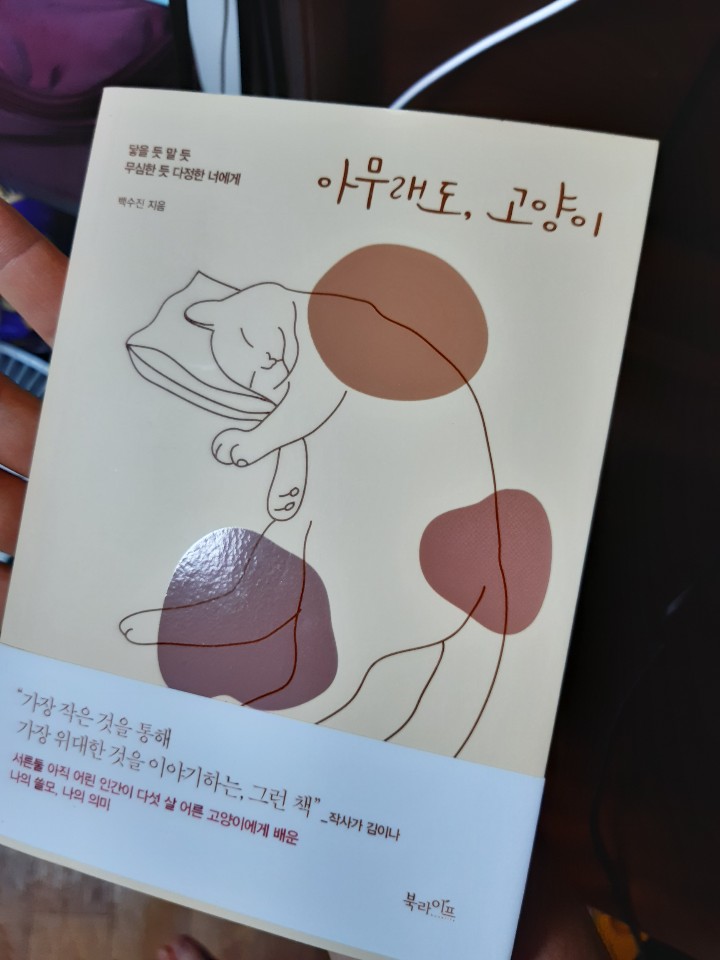 닿을 듯 말 듯
무심한 듯 다정한 너에게
백수진 지음
아무래도, 고양이
“가장 작은 것을 통해
가장 위대한 것을 이야기하는, 그런 책” _작사가 김이나
서른둘 아직 어린 인간이 다섯 살 어른 고양이에게 배운
나의 쓸모, 나의 의미
북라이프